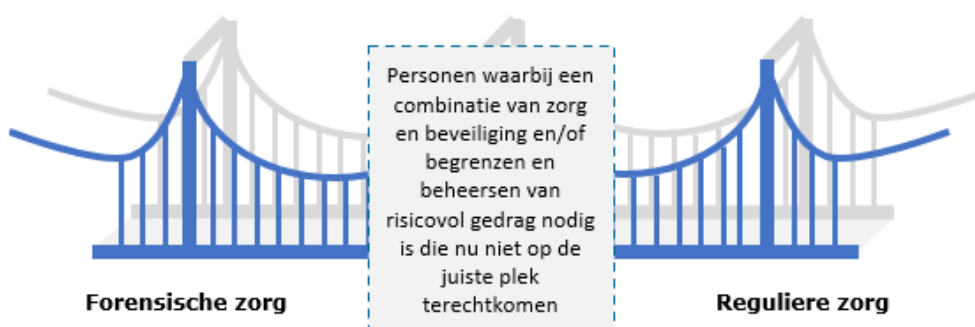 Personen waarbij een
combinatie van zorg
en beveiliging en/of
begrenzen en
beheersen van
risicovol gedrag nodig
is die nu niet op de
juiste plek
terechtkomen
Forensische zorg
Reguliere zorg